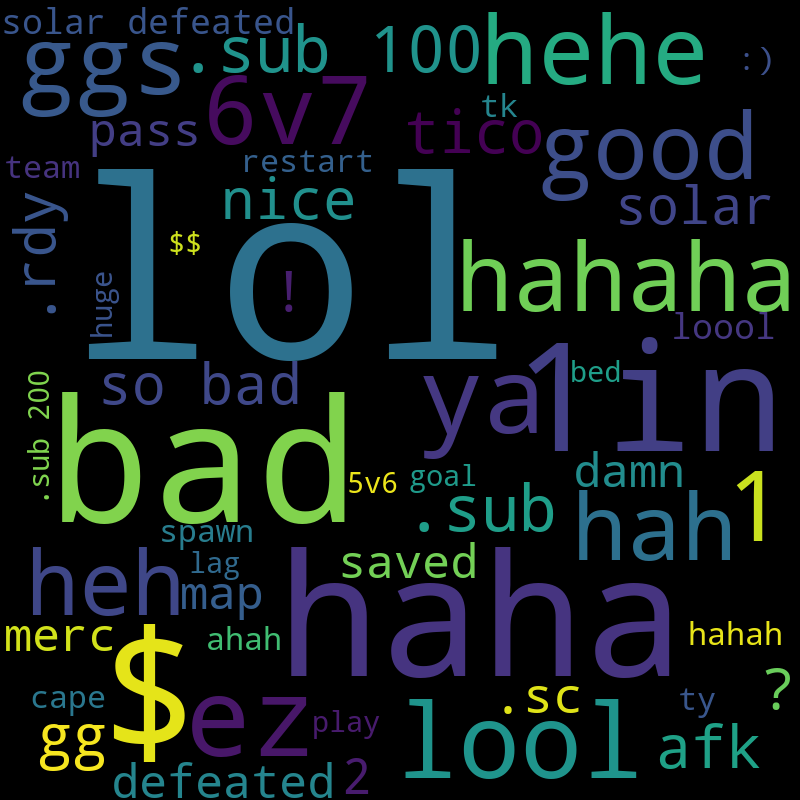 solar defeated
ggs
.sub 100
hehe
:)
pass
6v7
tk
tico
good
team
restart
nice
solar
.rdy
$$
lol
!
huge
hahaha
loool
so bad
ya
1in
bed
.sub 200
bad
5v6
goal
.sub
damn
hah
1
spawn
lag
saved
heh
map
haha
merc
$
ahah
hahah
cape
ez
play
.sc
?
ty
gg
lool
afk
defeated
2